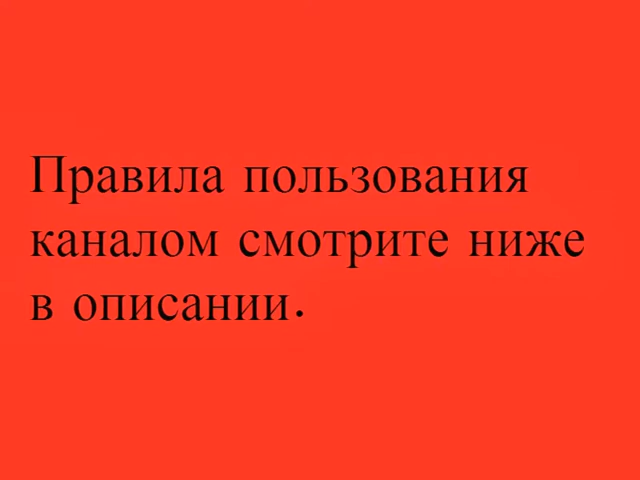 Правила пользования
каналом смотрите ниже
в описании.